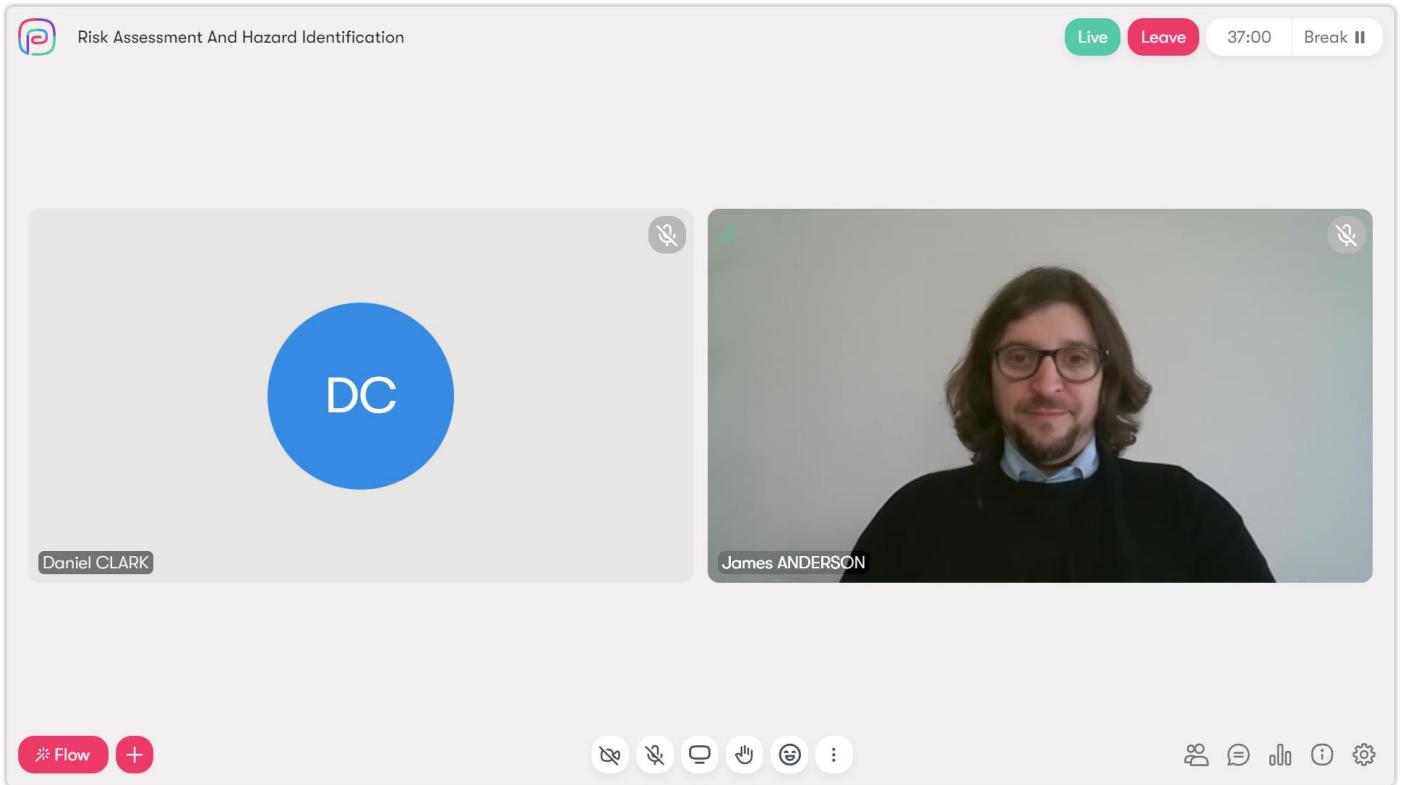 Risk Assessment And Hazard Identification
Live
Leave
37:00
Break
DC
Daniel CLARK
James ANDERSON
Flow